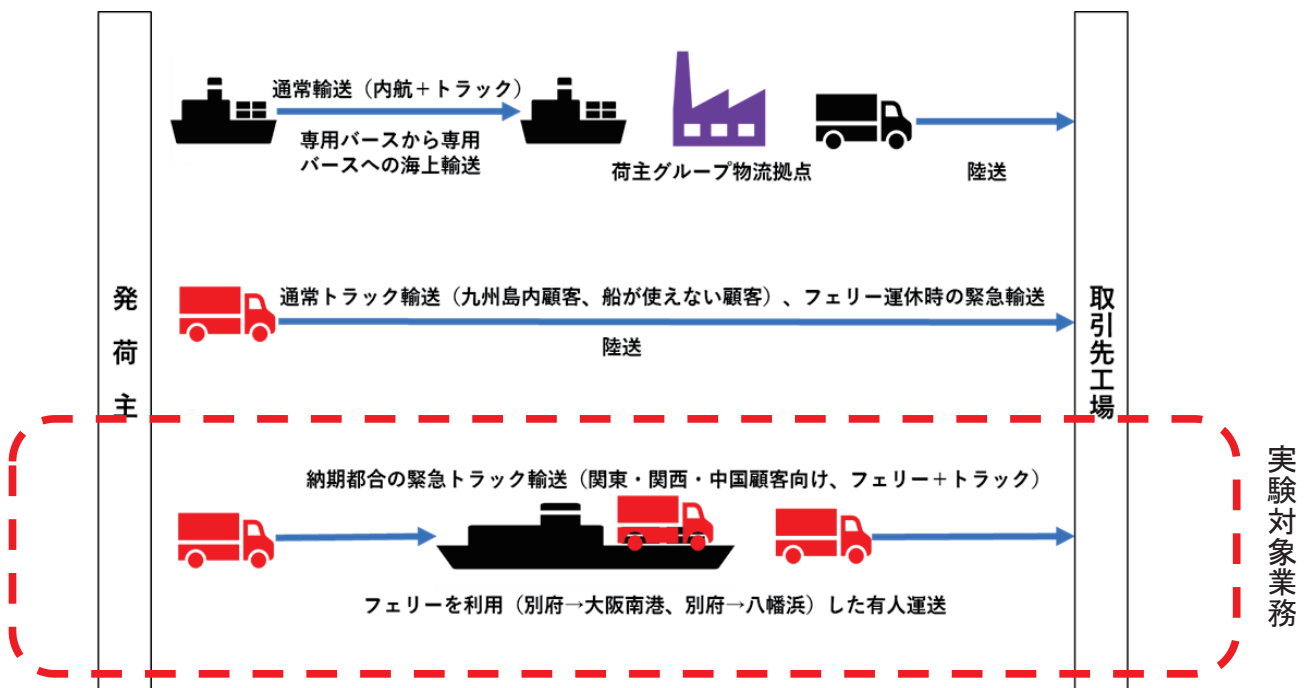 通常輸送（内航＋トラック）
専用バースから専用
バースへの海上輸送
荷主グループ物流拠点
陸送
発荷主
通常トラック輸送（九州島内顧客、船が使えない顧客）、フェリー運休時の緊急輸送
陸送
取引先工場
納期都合の緊急トラック輸送（関東・関西・中国顧客向け、フェリー＋トラック）
フェリーを利用（別府→大阪南港、別府→八幡浜）した有人運送
実験対象業務